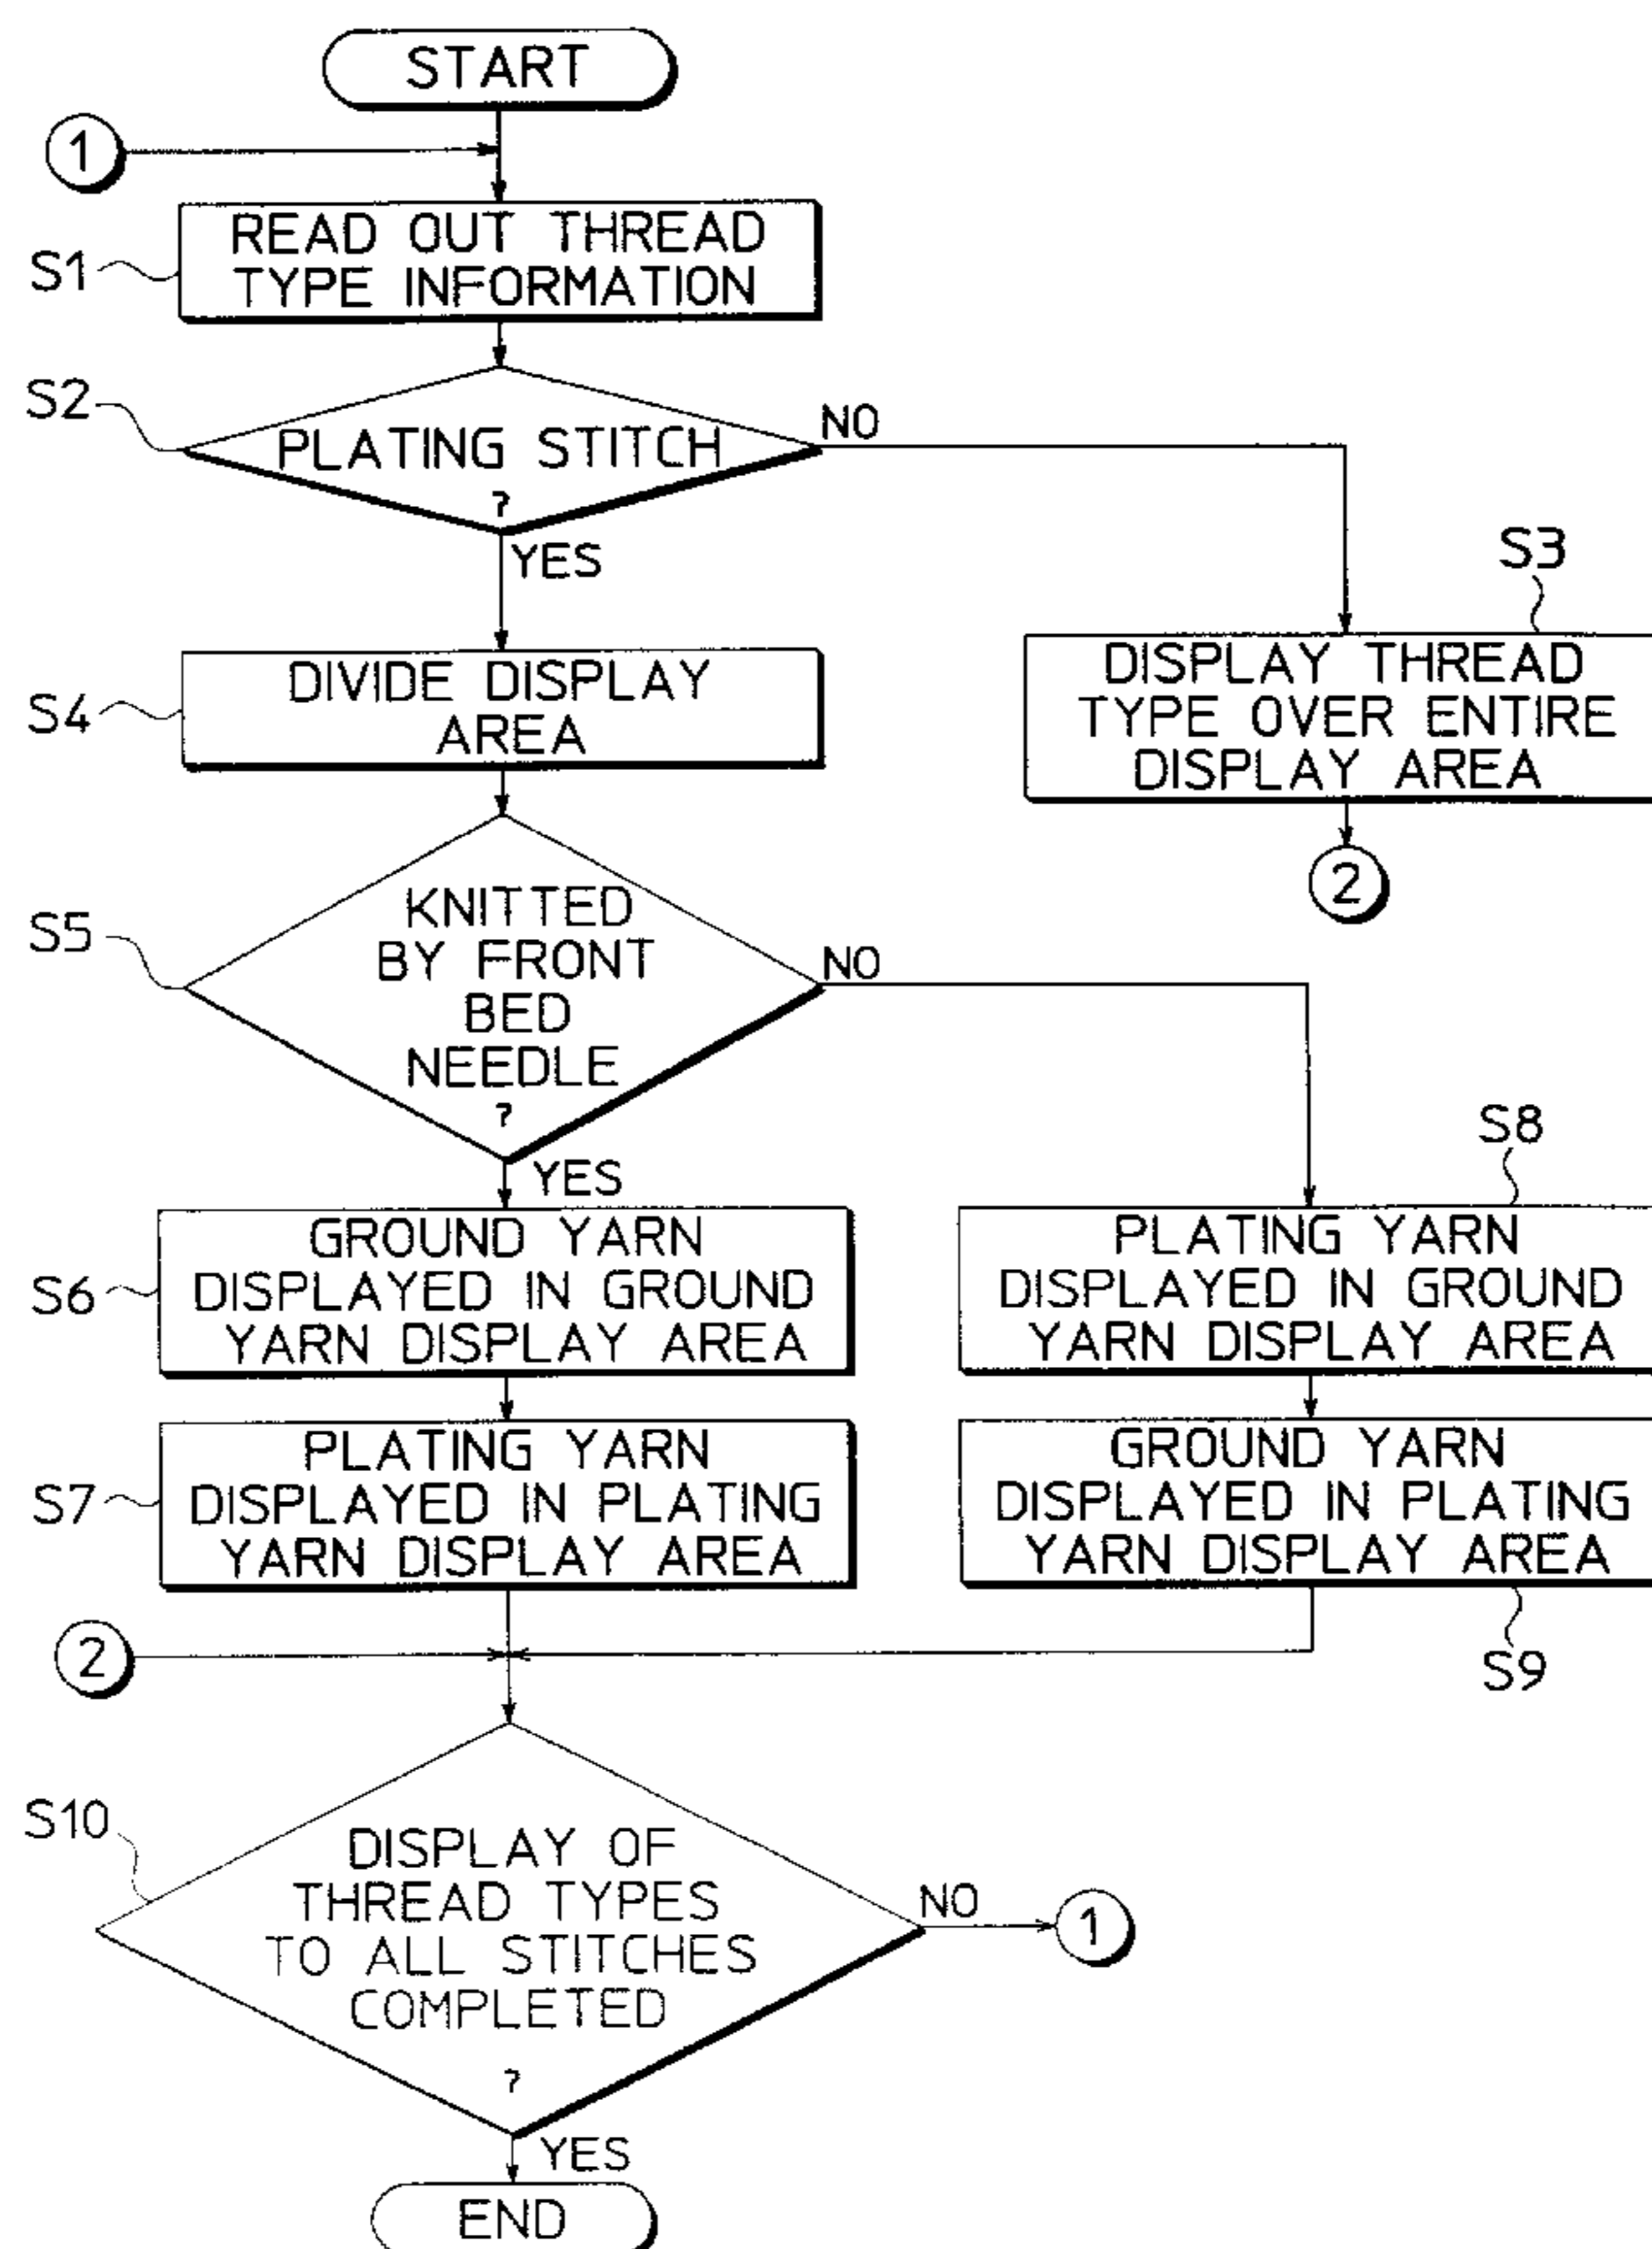 START
1
S1
READ OUT THREAD
TYPE INFORMATION
S2
PLATING STITCH
?
NO
YES
S3
DISPLAY THREAD
TYPE OVER ENTIRE
DISPLAY AREA
2
S4
DIVIDE DISPLAY
AREA
S5
KNITTED
BY FRONT
BED
NEEDLE
?
NO
YES
S6
GROUND YARN
DISPLAYED IN GROUND
YARN DISPLAY AREA
S8
PLATING YARN
DISPLAYED IN GROUND
YARN DISPLAY AREA
S7
PLATING YARN
DISPLAYED IN PLATING
YARN DISPLAY AREA
GROUND YARN
DISPLAYED IN PLATING
YARN DISPLAY AREA
S9
2
S10
DISPLAY OF
THREAD TYPES
TO ALL STITCHES
COMPLETED
?
NO
1
YES
END